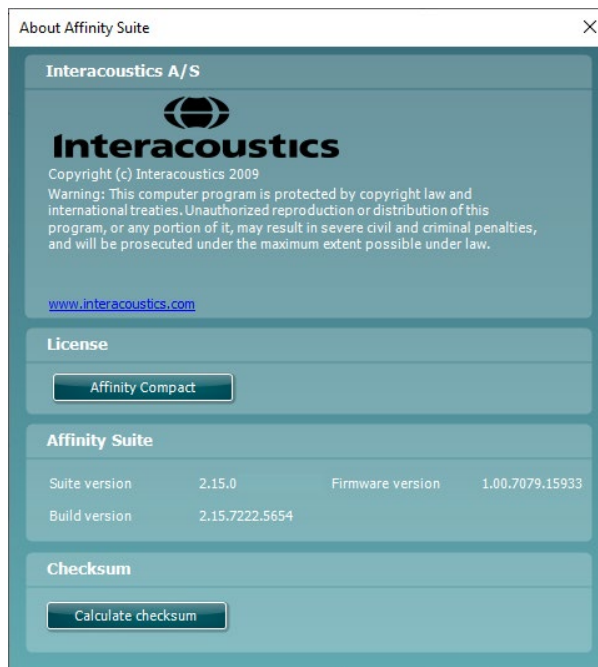 About Affinity Suite
Interacoustics A/S
Interacoustics
Copyright (c) Interacoustics 2009
Warning: This computer program is protected by copyright law and
international treaties. Unauthorized reproduction or distribution of this
program, or any portion of it, may result in severe civil and criminal penalties,
and will be prosecuted under the maximum extent possible under law.
www.interacoustics.com
License
Affinity Compact
Affinity Suite
Suite version 2.15.0 Firmware version 1.00.7079.15933
Build version 2.15.7222.5654
Checksum
Calculate checksum